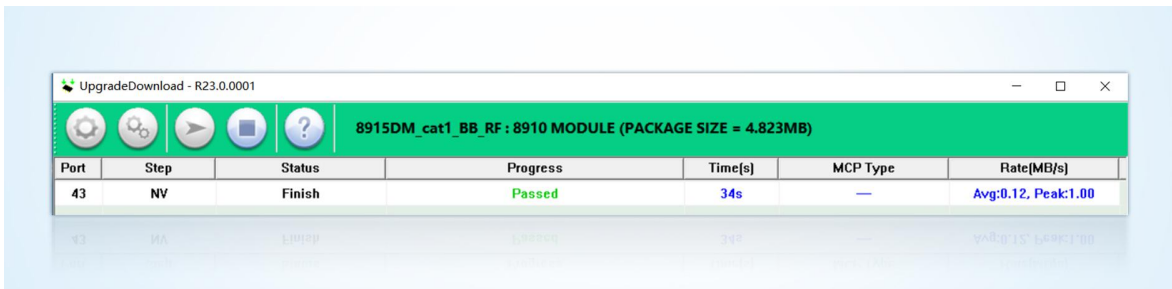 UpgradeDownload - R23.0.0001
8915DM_cat1_BB_RF : 8910 MODULE (PACKAGE SIZE = 4.823MB)
Port Step Status Progress Time(s) MCP Type Rate(MB/s)
43 NV Finish Passed 34s — Avg:0.12, Peak:1.00